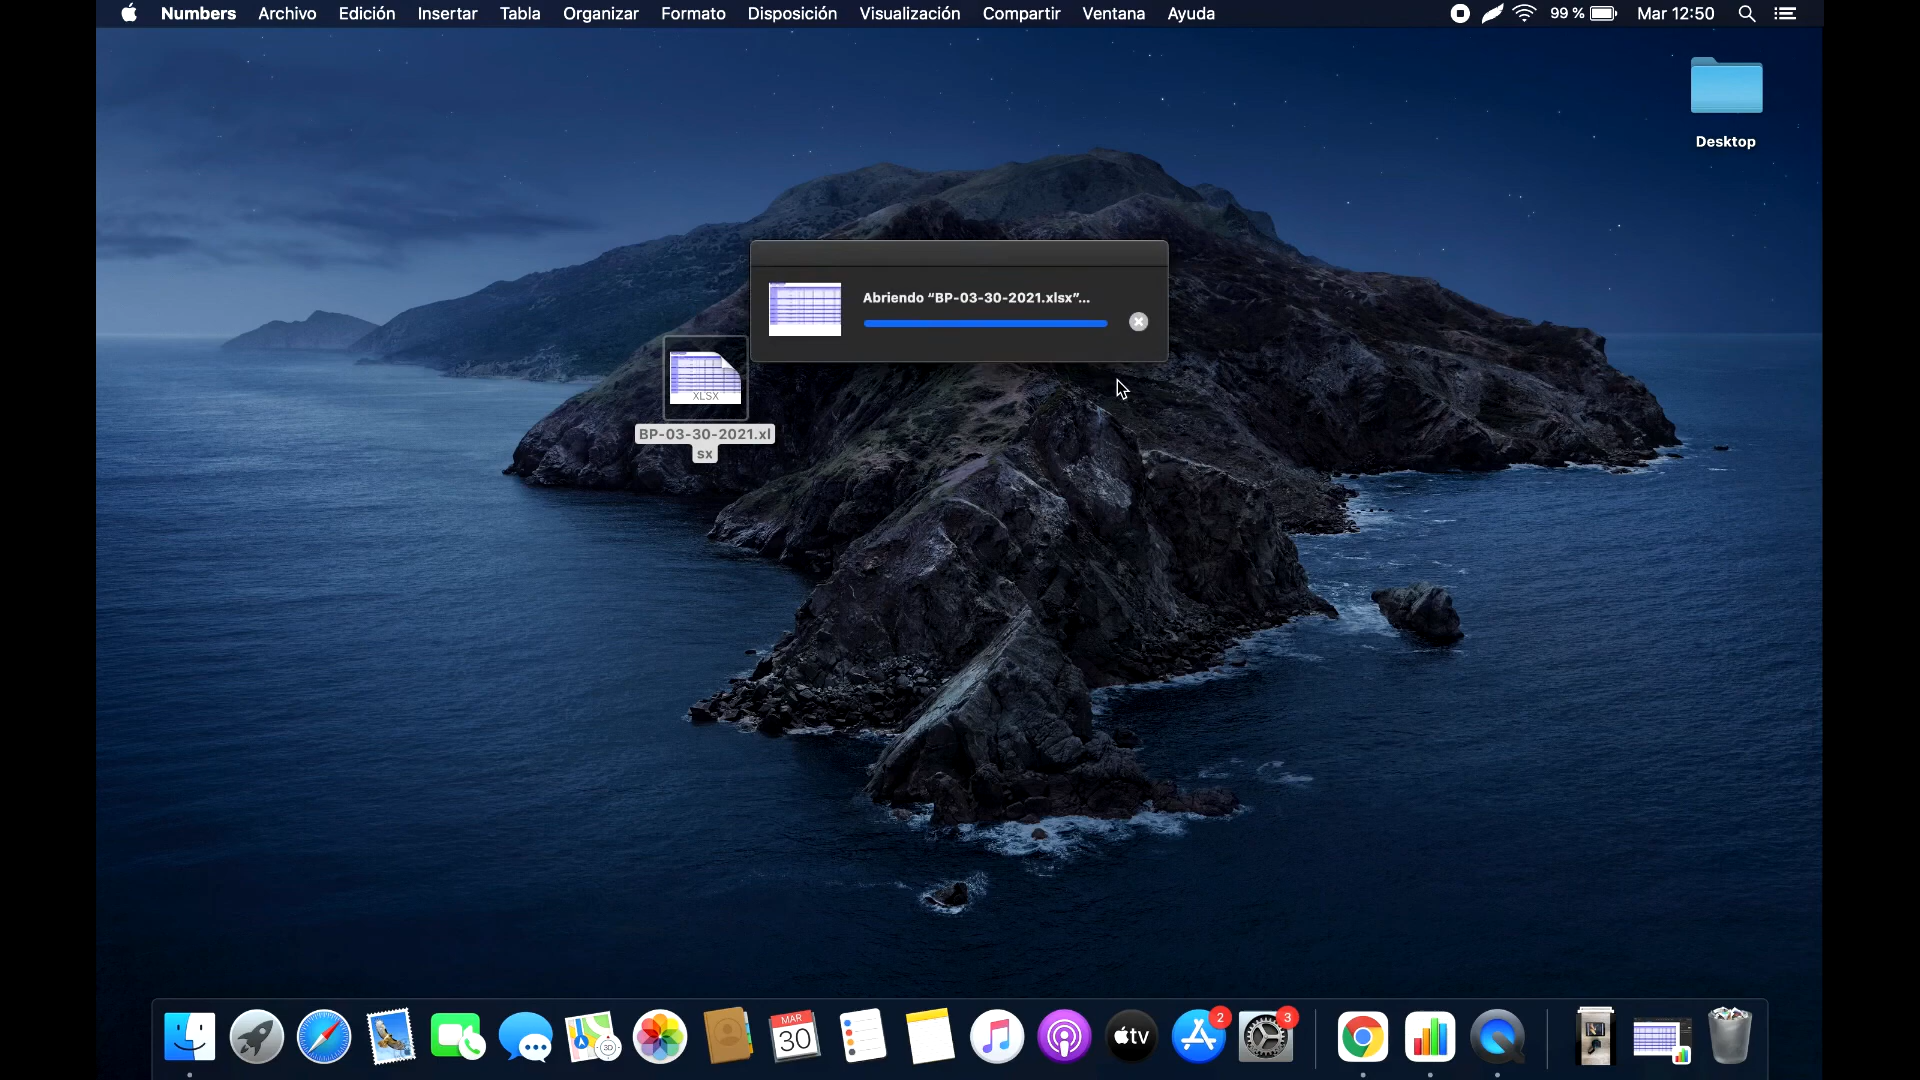 Numbers Archivo Edición Insertar Tabla Organizar Formato Disposición Visualización Compartir Ventana Ayuda 99 % Mar 12:50
Desktop
Abriendo “BP-03-30-2021.xlsx”...
XLSX
BP-03-30-2021.xl
sx
MAR
30
3D
tv
2
3